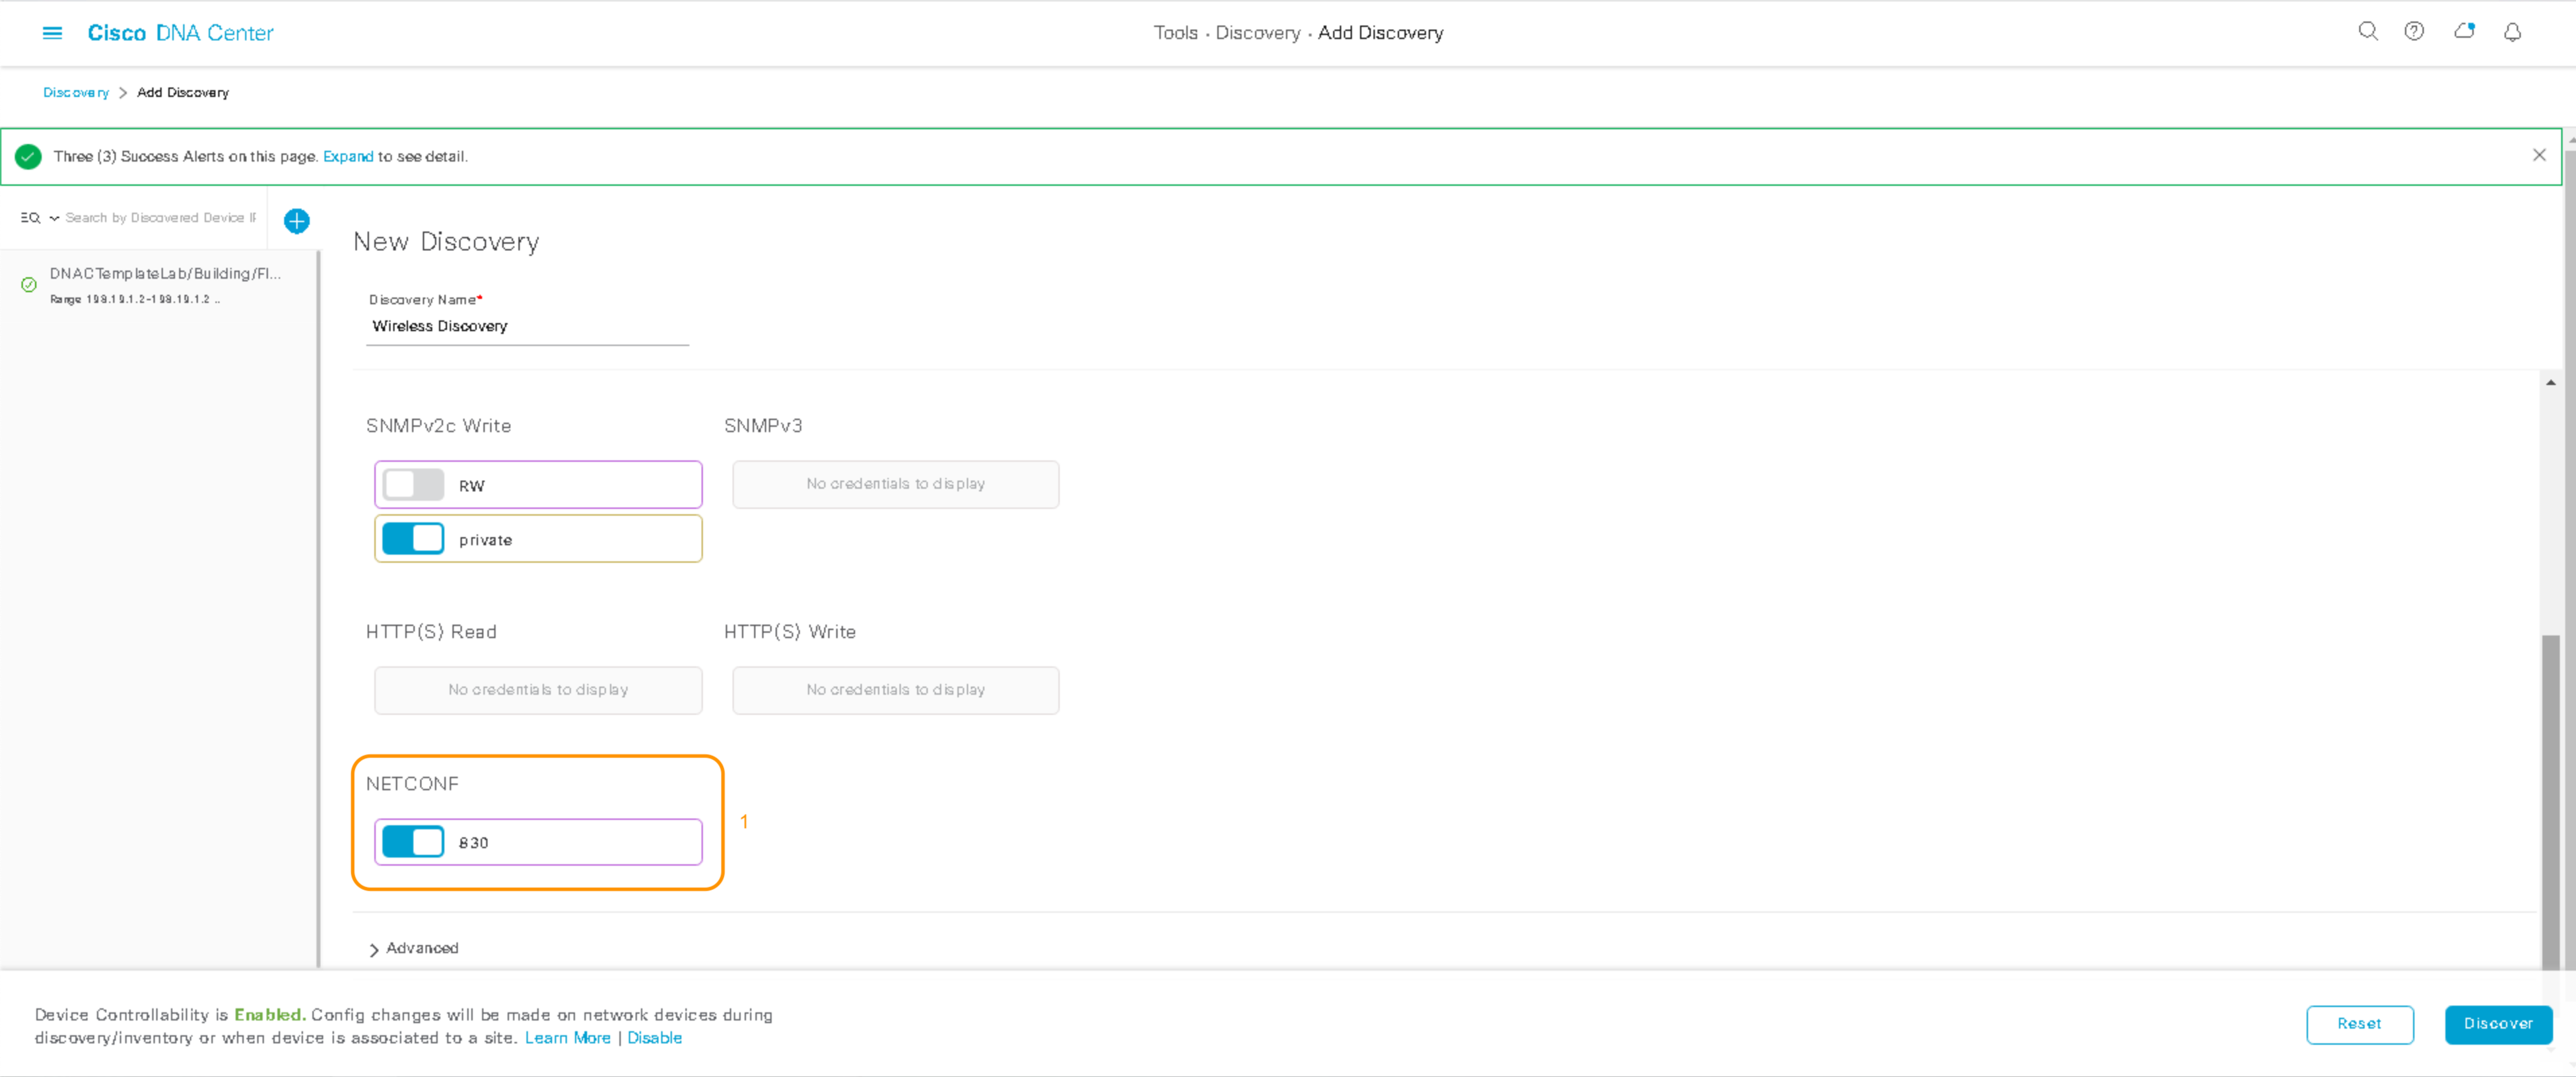 Cisco DNA Center
Tools · Discovery · Add Discovery
Discovery > Add Discovery
Three (3) Success Alerts on this page. Expand to see detail.
Search by Discovered Device IP
New Discovery
DNACTemplateLab/Building/Fl...
Range 198.19.1.2-198.19.1.2 ..
Discovery Name*
Wireless Discovery
SNMPv2c Write
SNMPv3
RW
No credentials to display
private
HTTP(S) Read
HTTP(S) Write
No credentials to display
No credentials to display
NETCONF
1
830
Advanced
Device Controllability is Enabled. Config changes will be made on network devices during
discovery/inventory or when device is associated to a site. Learn More | Disable
Reset
Discover